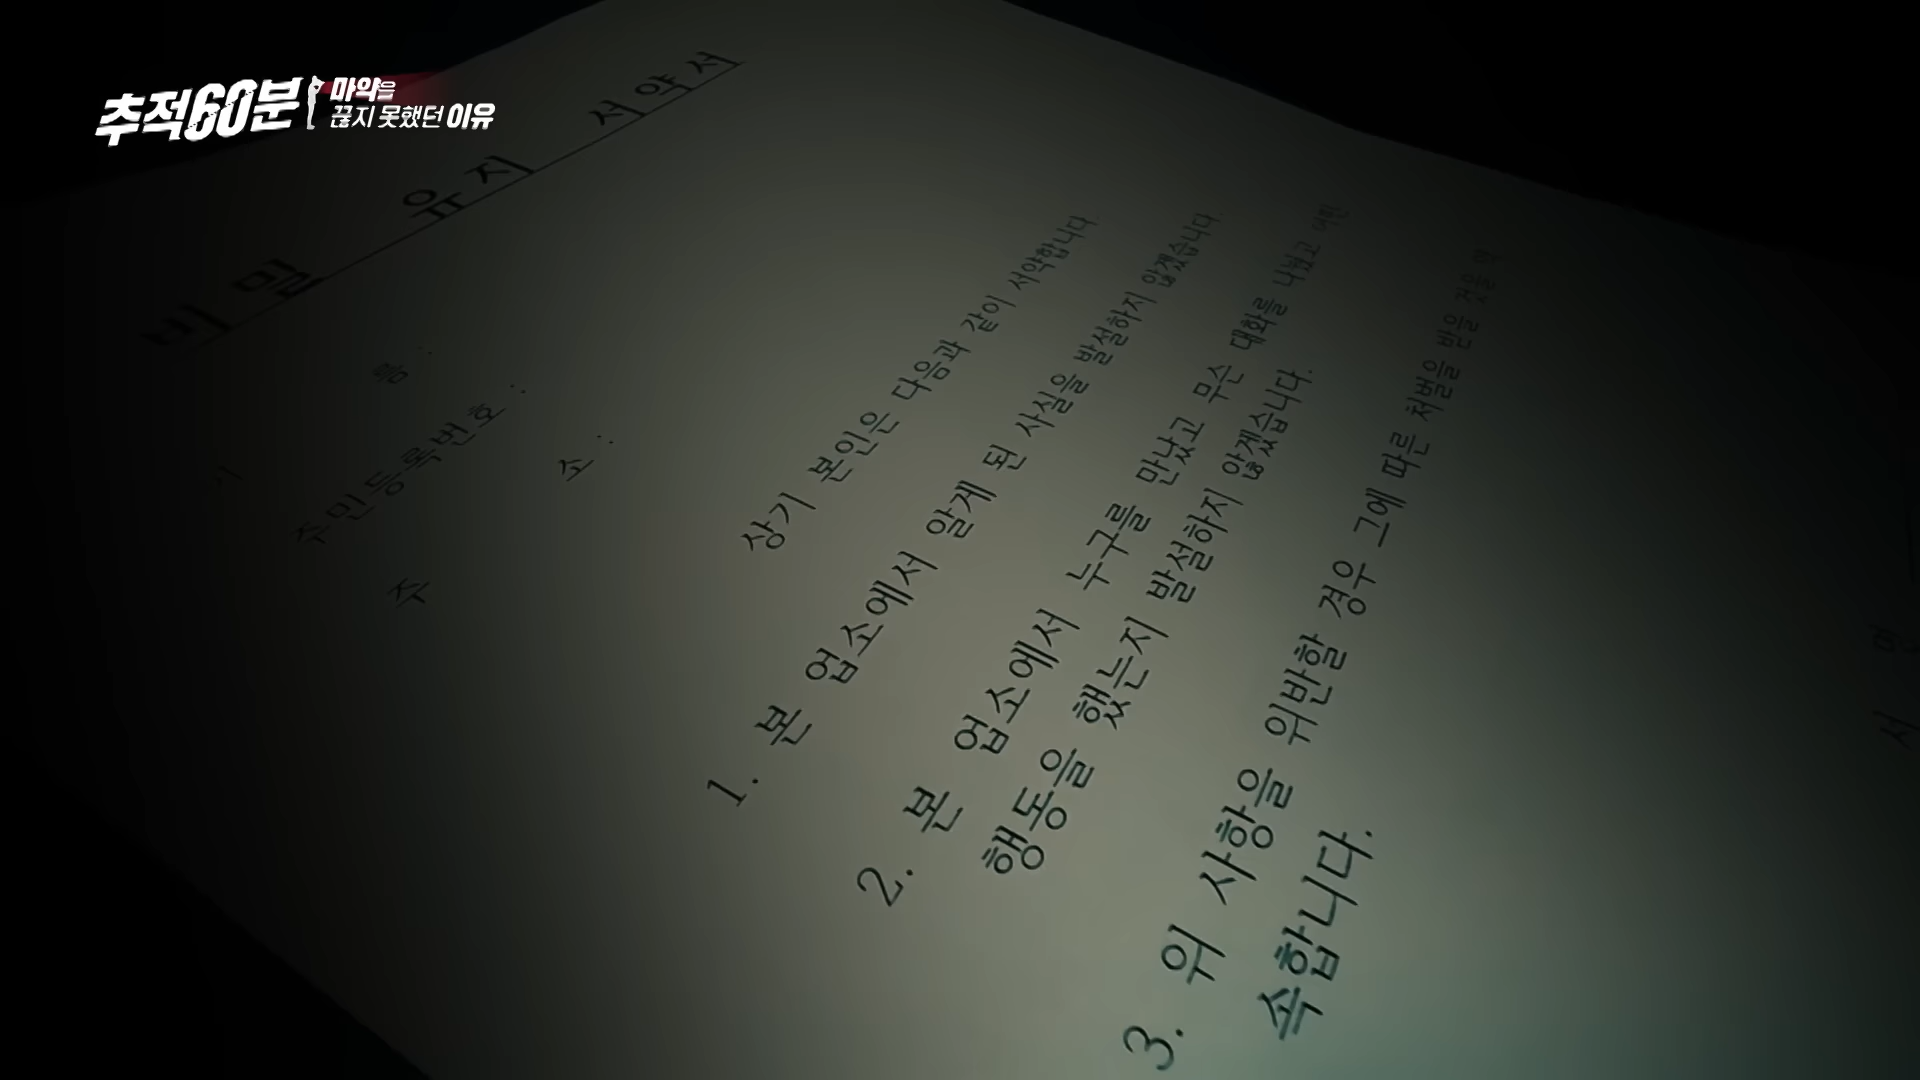 추적60분
마약을
끊지 못했던 이유
비 밀 유 지 서 약 서
이 름 :
주민등록번호 :
주 소 :
상기 본인은 다음과 같이 서약합니다
1. 본 업소에서 알게 된 사실을 발설하지 않겠습니다
2. 본 업소에서 누구를 만났고 무슨 대화를 나눴고 어떤
행동을 했는지 발설하지 않겠습니다.
3. 위 사항을 위반할 경우 그에 따른 처벌을 받을 것을
속합니다.